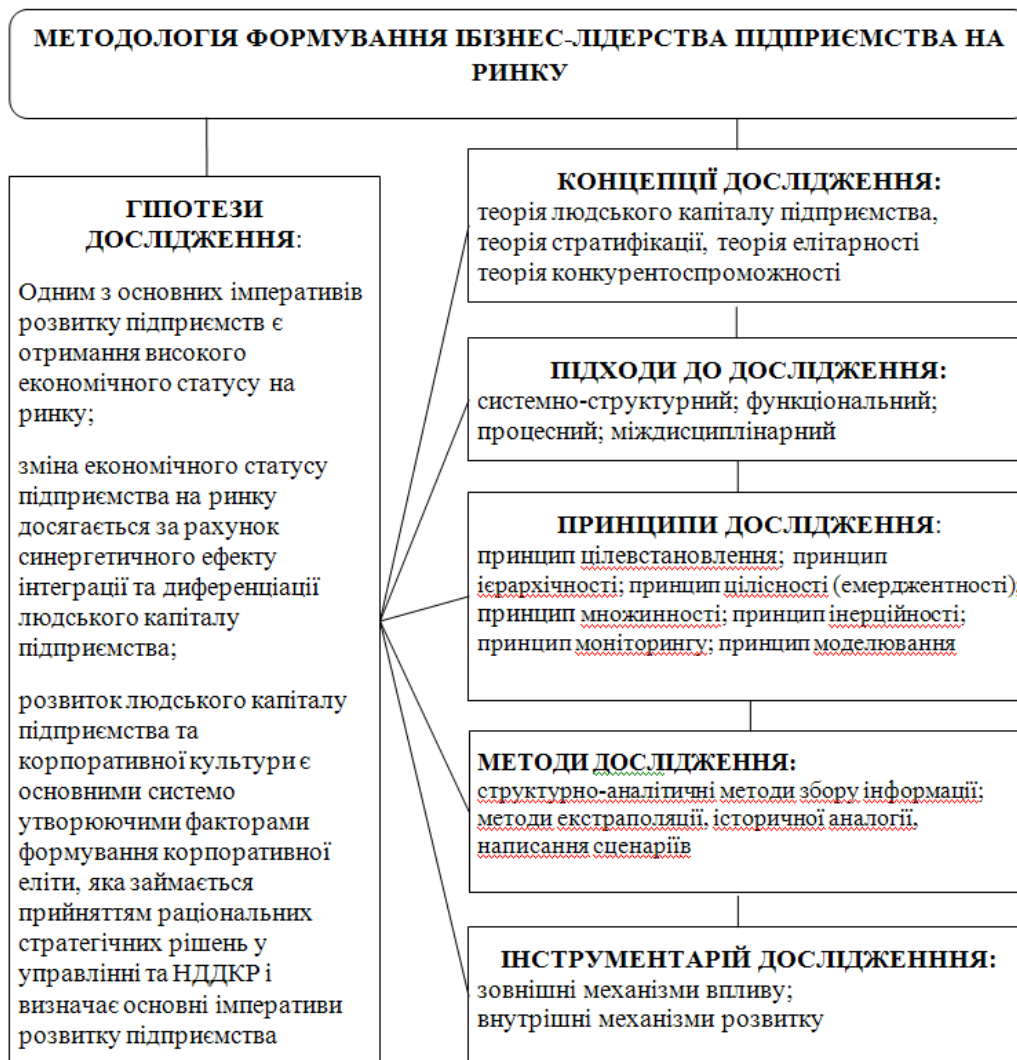 МЕТОДОЛОГІЯ ФОРМУВАННЯ ІБІЗНЕС-ЛІДЕРСТВА ПІДПРИЄМСТВА НА
РИНКУ
ГІПОТЕЗИ
ДОСЛІДЖЕННЯ:
Одним з основних імперативів
розвитку підприємств є
отримання високого
економічного статусу на
ринку;
зміна економічного статусу
підприємства на ринку
досягається за рахунок
синергетичного ефекту
інтеграції та диференціації
людського капіталу
підприємства;
розвиток людського капіталу
підприємства та
корпоративної культури є
основними системо
утворюючими факторами
формування корпоративної
еліти, яка займається
прийняттям раціональних
стратегічних рішень у
управлінні та НДДКР і
визначає основні імперативи
розвитку підприємства
КОНЦЕПЦІЇ ДОСЛІДЖЕННЯ:
теорія людського капіталу підприємства,
теорія стратифікації, теорія елітарності
теорія конкурентоспроможності
ПІДХОДИ ДО ДОСЛІДЖЕННЯ:
системно-структурний; функціональний;
процесний; міждисциплінарний
ПРИНЦИПИ ДОСЛІДЖЕННЯ:
принцип цілевстановлення; принцип
ієрархічності; принцип цілісності (емерджентності);
принцип множинності; принцип інерційності;
принцип моніторингу; принцип моделювання
МЕТОДИ ДОСЛІДЖЕННЯ:
структурно-аналітичні методи збору інформації;
методи екстраполяції, історичної аналогії,
написання сценаріїв
ІНСТРУМЕНТАРІЙ ДОСЛІДЖЕНННЯ:
зовнішні механізми впливу;
внутрішні механізми розвитку